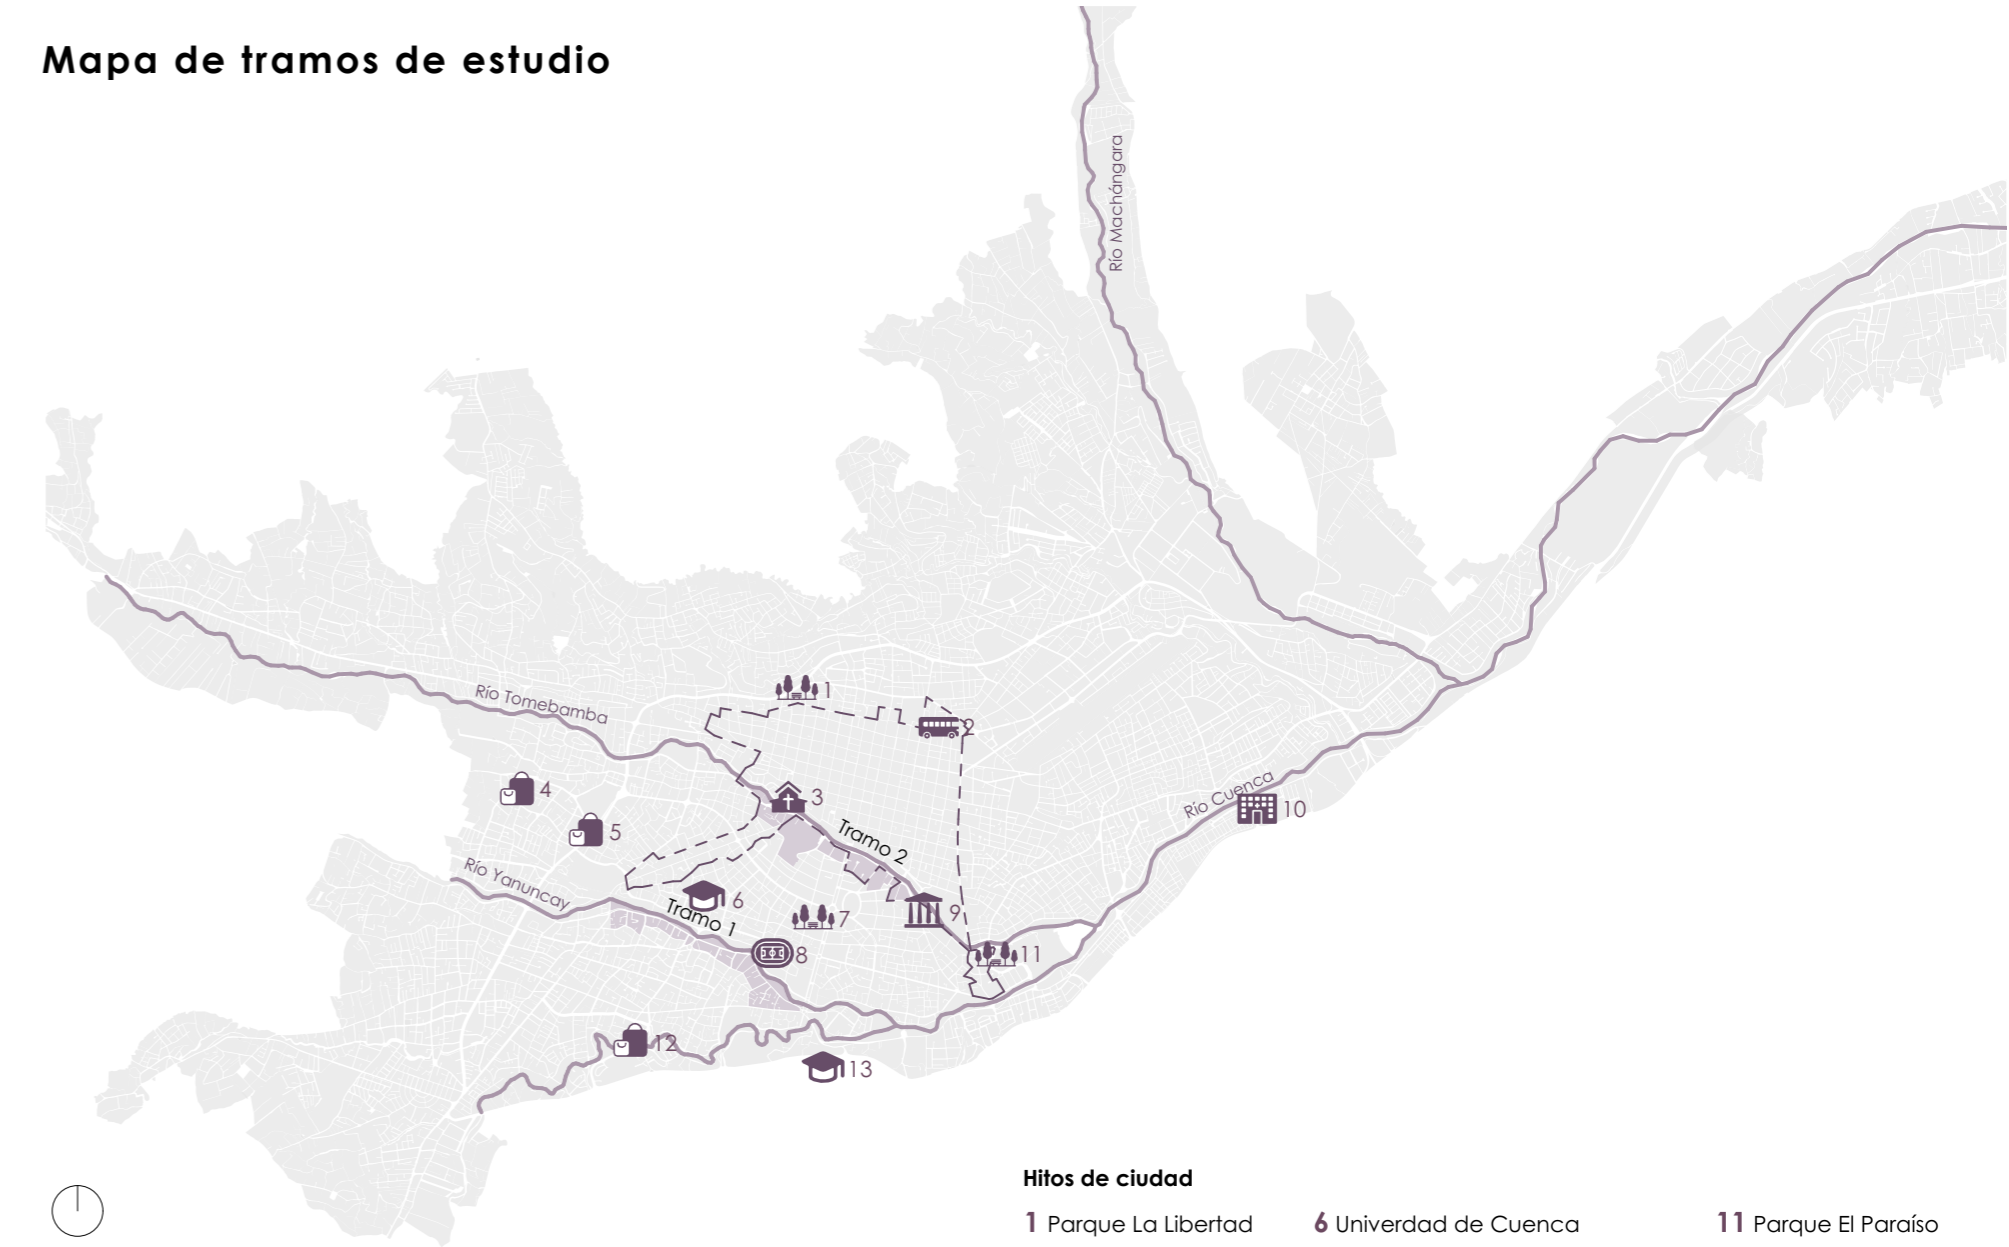 Mapa de tramos de estudio
Río Machángara
Río Tomebamba
1
2
3
4
5
Tramo 2
Río Cuenca
10
Río Yanuncay
6
Tramo 1
7
9
8
11
12
13
Hitos de ciudad
1 Parque La Libertad
6 Univerdad de Cuenca
11 Parque El Paraíso